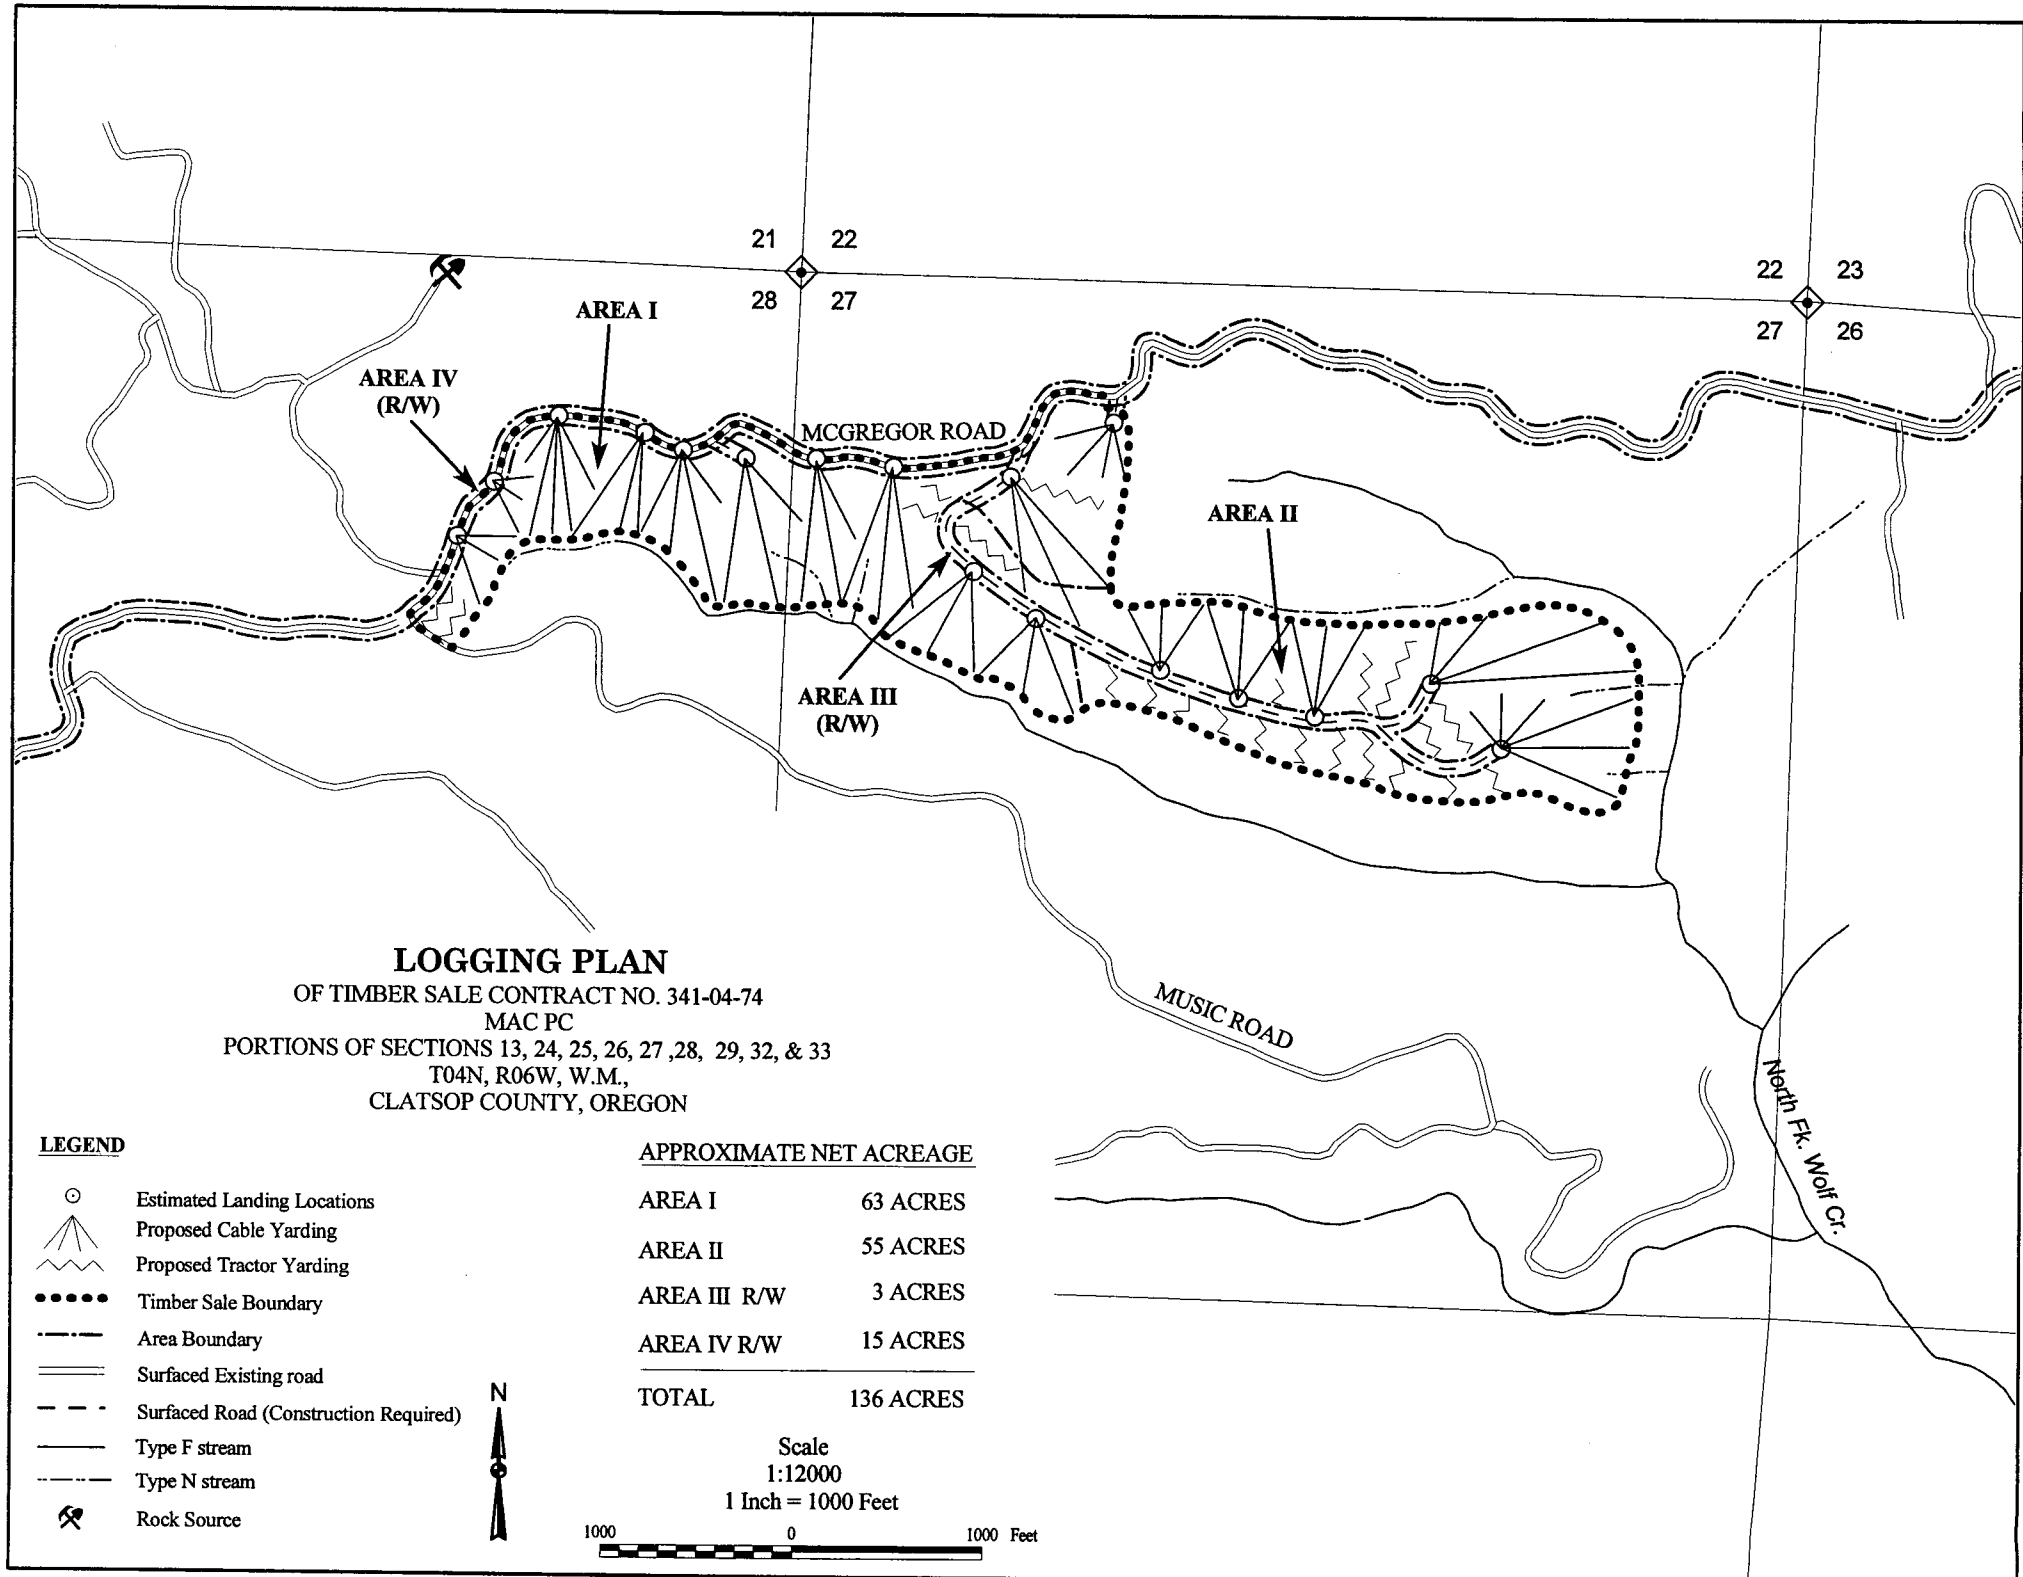 21 22
28 27
22 23
27 26
AREA I
AREA IV
(R/W)
MCGREGOR ROAD
AREA II
AREA III
(R/W)
MUSIC ROAD
North Fk. Wolf Cr.
LOGGING PLAN
OF TIMBER SALE CONTRACT NO. 341-04-74
MAC PC
PORTIONS OF SECTIONS 13, 24, 25, 26, 27 ,28, 29, 32, & 33
T04N, R06W, W.M.,
CLATSOP COUNTY, OREGON
LEGEND
Estimated Landing Locations
Proposed Cable Yarding
Proposed Tractor Yarding
Timber Sale Boundary
Area Boundary
Surfaced Existing road
Surfaced Road (Construction Required)
Type F stream
Type N stream
Rock Source
N
APPROXIMATE NET ACREAGE
AREA I 63 ACRES
AREA II 55 ACRES
AREA III R/W 3 ACRES
AREA IV R/W 15 ACRES
TOTAL 136 ACRES
Scale
1:12000
1 Inch = 1000 Feet
1000 0 1000 Feet